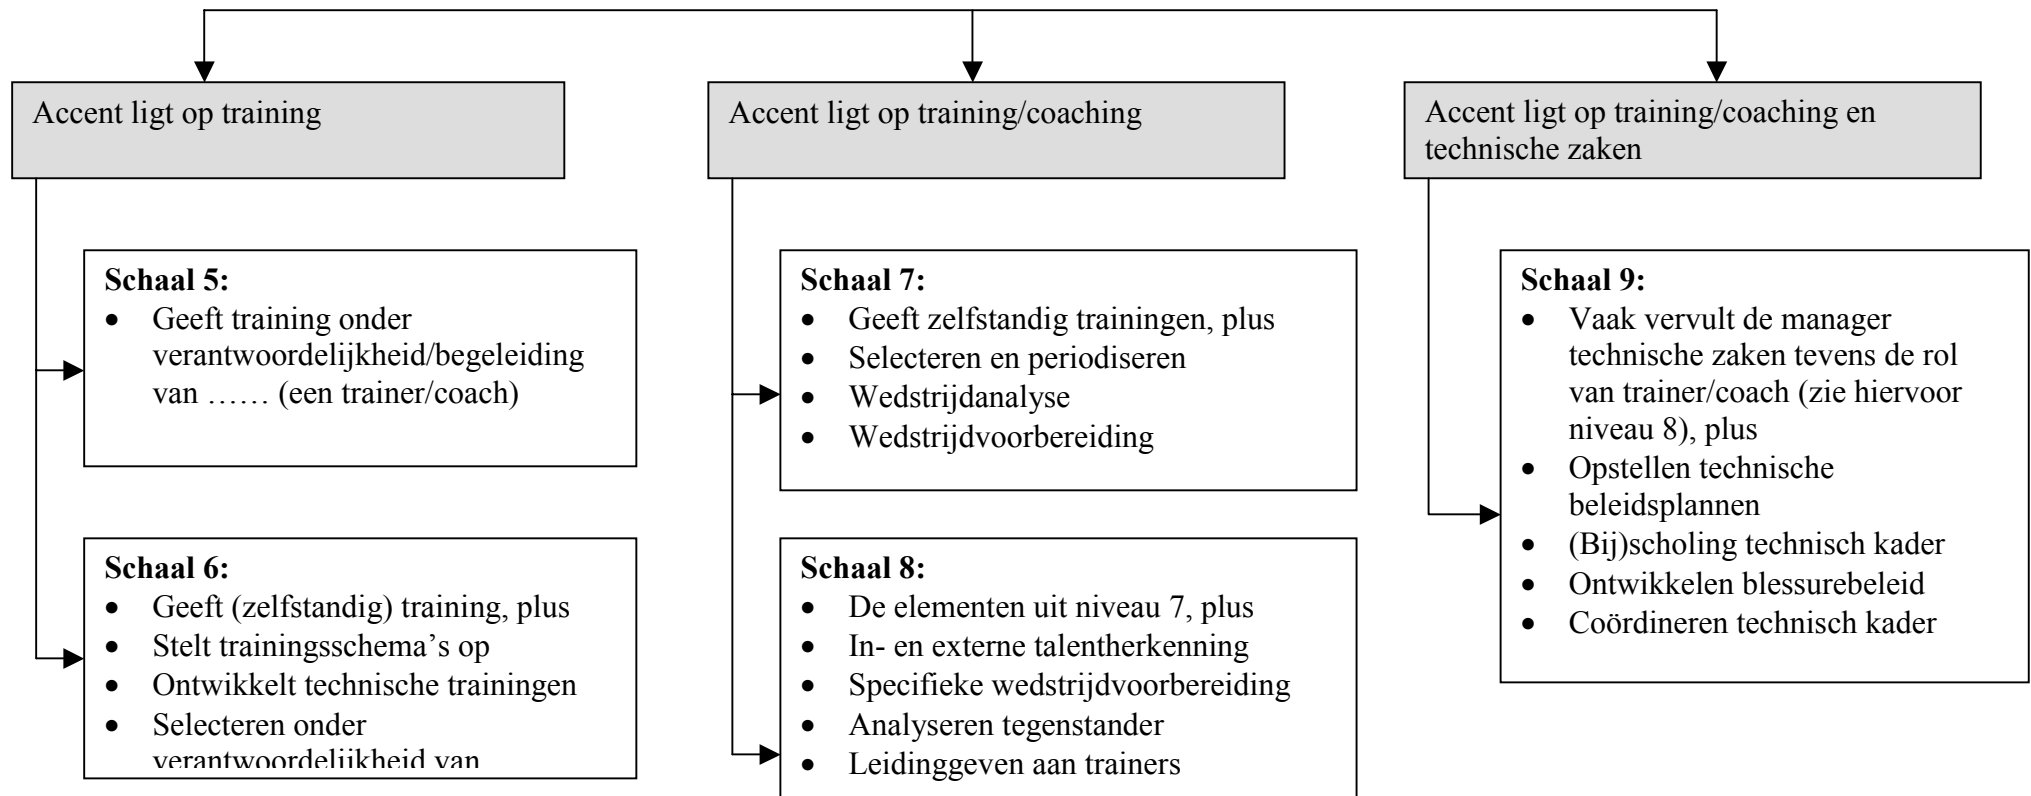 Accent ligt op training
Schaal 5:
• Geeft training onder
verantwoordelijkheid/begeleiding
van …… (een trainer/coach)
Schaal 6:
• Geeft (zelfstandig) training, plus
• Stelt trainingsschema’s op
• Ontwikkelt technische trainingen
• Selecteren onder
verantwoordelijkheid van
Accent ligt op training/coaching
Schaal 7:
• Geeft zelfstandig trainingen, plus
• Selecteren en periodiseren
• Wedstrijdanalyse
• Wedstrijdvoorbereiding
Schaal 8:
• De elementen uit niveau 7, plus
• In- en externe talentherkenning
• Specifieke wedstrijdvoorbereiding
• Analyseren tegenstander
• Leidinggeven aan trainers
Accent ligt op training/coaching en
technische zaken
Schaal 9:
• Vaak vervult de manager
technische zaken tevens de rol
van trainer/coach (zie hiervoor
niveau 8), plus
• Opstellen technische
beleidsplannen
• (Bij)scholing technisch kader
• Ontwikkelen blessurebeleid
• Coördineren technisch kader